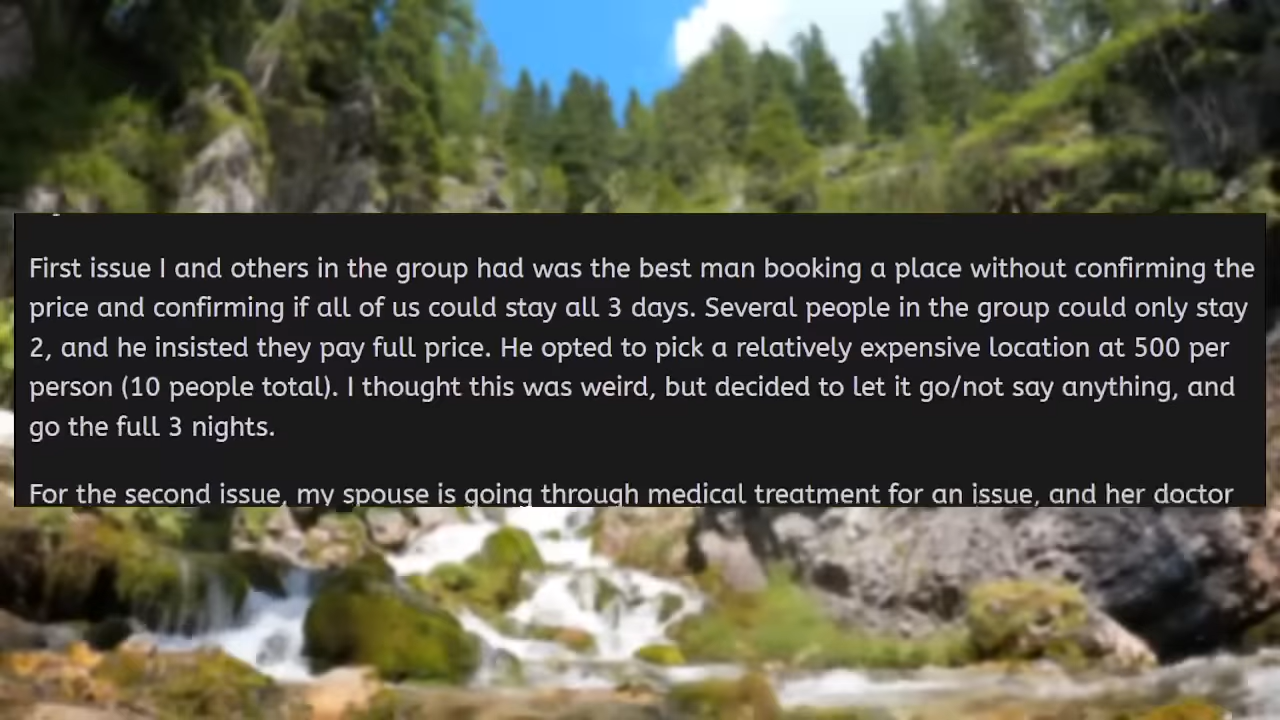 First issue I and others in the group had was the best man booking a place without confirming the
price and confirming if all of us could stay all 3 days. Several people in the group could only stay
2, and he insisted they pay full price. He opted to pick a relatively expensive location at 500 per
person (10 people total). I thought this was weird, but decided to let it go/not say anything, and
go the full 3 nights.
For the second issue, my spouse is going through medical treatment for an issue, and her doctor